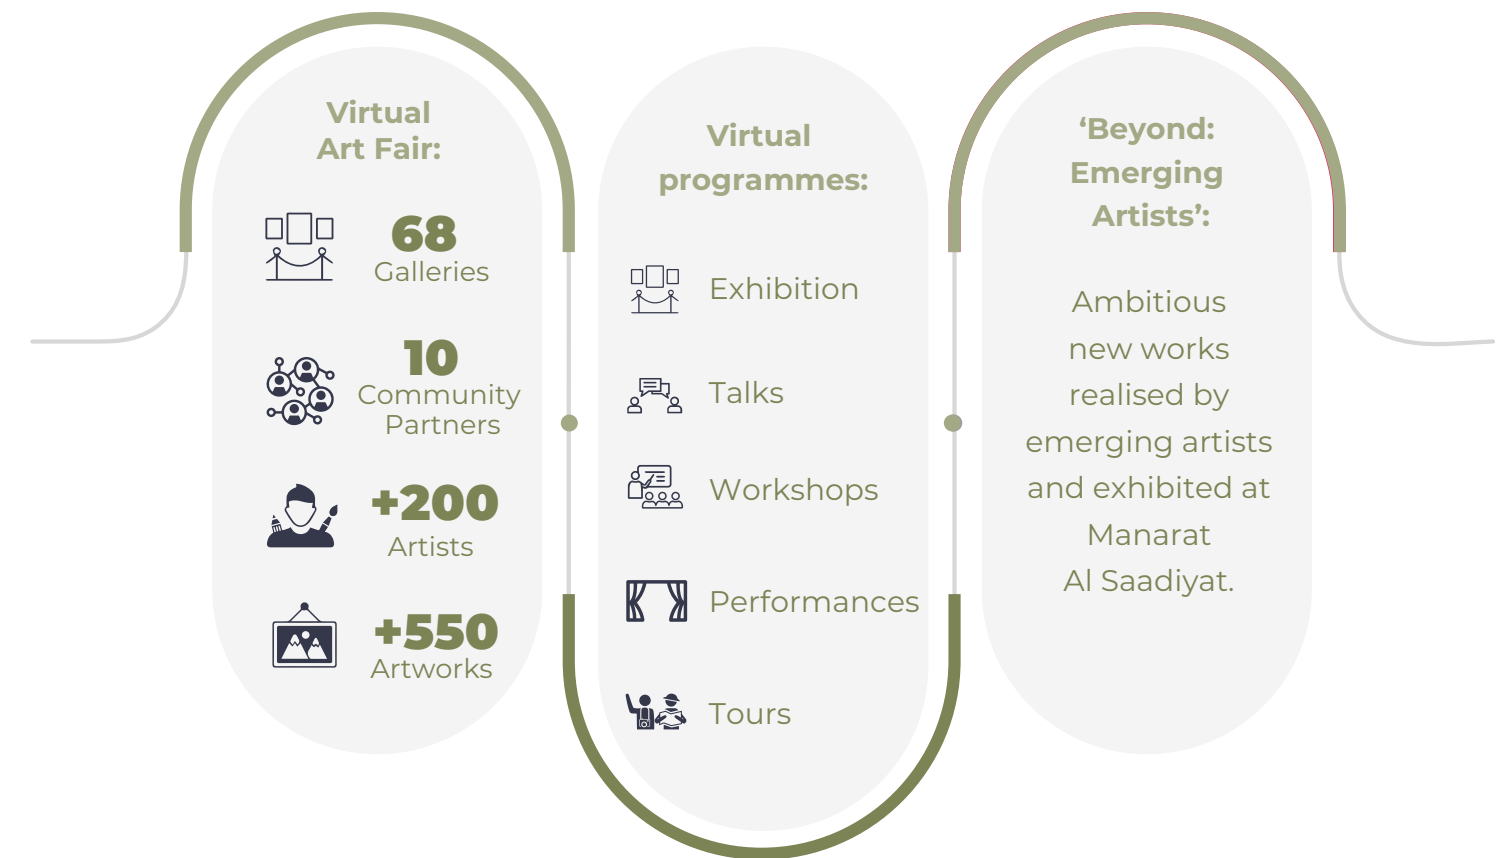 Virtual
Art Fair:
68
Galleries
10
Community
Partners
+200
Artists
+550
Artworks
Virtual
programmes:
Exhibition
Talks
Workshops
Performances
Tours
‘Beyond:
Emerging
Artists’:
Ambitious
new works
realised by
emerging artists
and exhibited at
Manarat
Al Saadiyat.